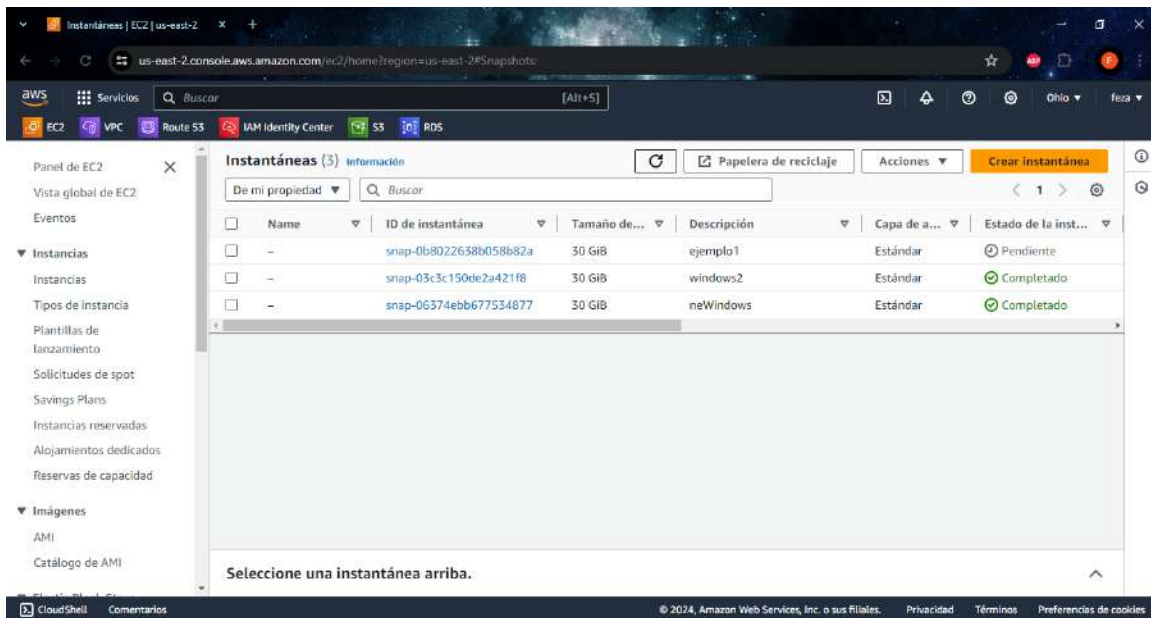 Instantáneas | EC2 | us-east-2
us-east-2.console.aws.amazon.com/ec2/home?region=us-east-2#Snapshots:
ABP
F
aws
Servicios
Buscar
[Alt+S]
Ohio
feza
EC2
VPC
Route 53
IAM Identity Center
S3
RDS
Panel de EC2
Vista global de EC2
Eventos
Instancias
Instancias
Tipos de instancia
Plantillas de
lanzamiento
Solicitudes de spot
Savings Plans
Instancias reservadas
Alojamientos dedicados
Reservas de capacidad
Imágenes
AMI
Catálogo de AMI
Instantáneas (3) Información
Papelera de reciclaje
Acciones
Crear instantánea
De mi propiedad
Buscar
1
Name ID de instantánea Tamaño de... Descripción Capa de a... Estado de la inst...
– snap-0b8022638b058b82a 30 GiB ejemplo1 Estándar Pendiente
– snap-03c3c150de2a421f8 30 GiB windows2 Estándar Completado
– snap-06374ebb677534877 30 GiB neWindows Estándar Completado
Seleccione una instantánea arriba.
CloudShell
Comentarios
© 2024, Amazon Web Services, Inc. o sus filiales.
Privacidad
Términos
Preferencias de cookies